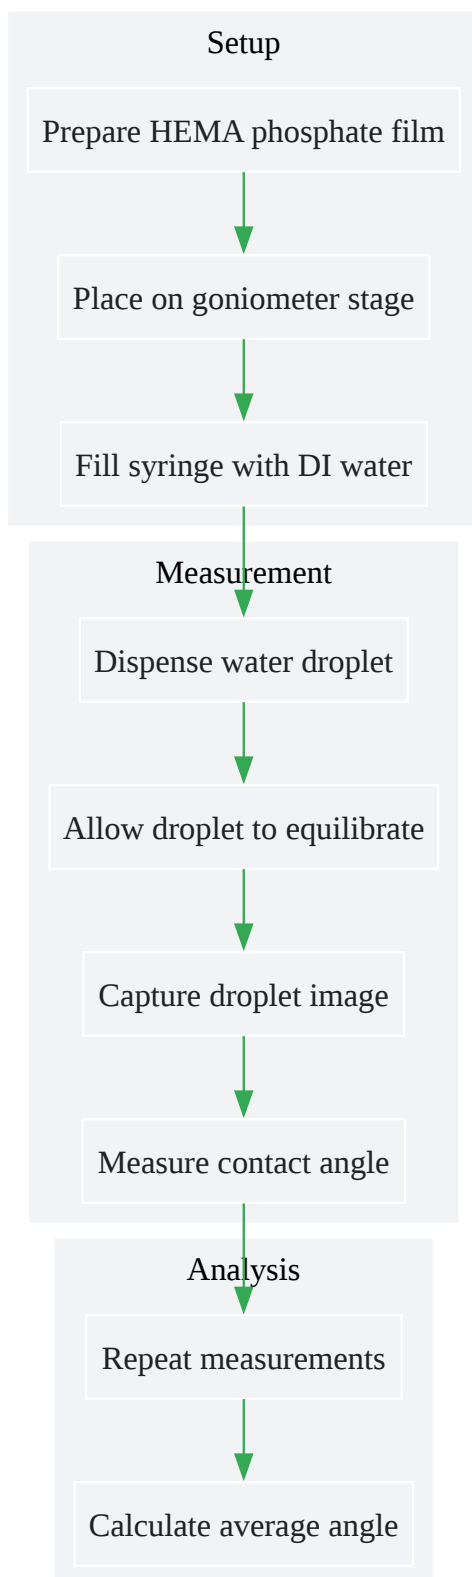 Setup
Prepare HEMA phosphate film
Place on goniometer stage
Fill syringe with DI water
Measurement
Dispense water droplet
Allow droplet to equilibrate
Capture droplet image
Measure contact angle
Analysis
Repeat measurements
Calculate average angle